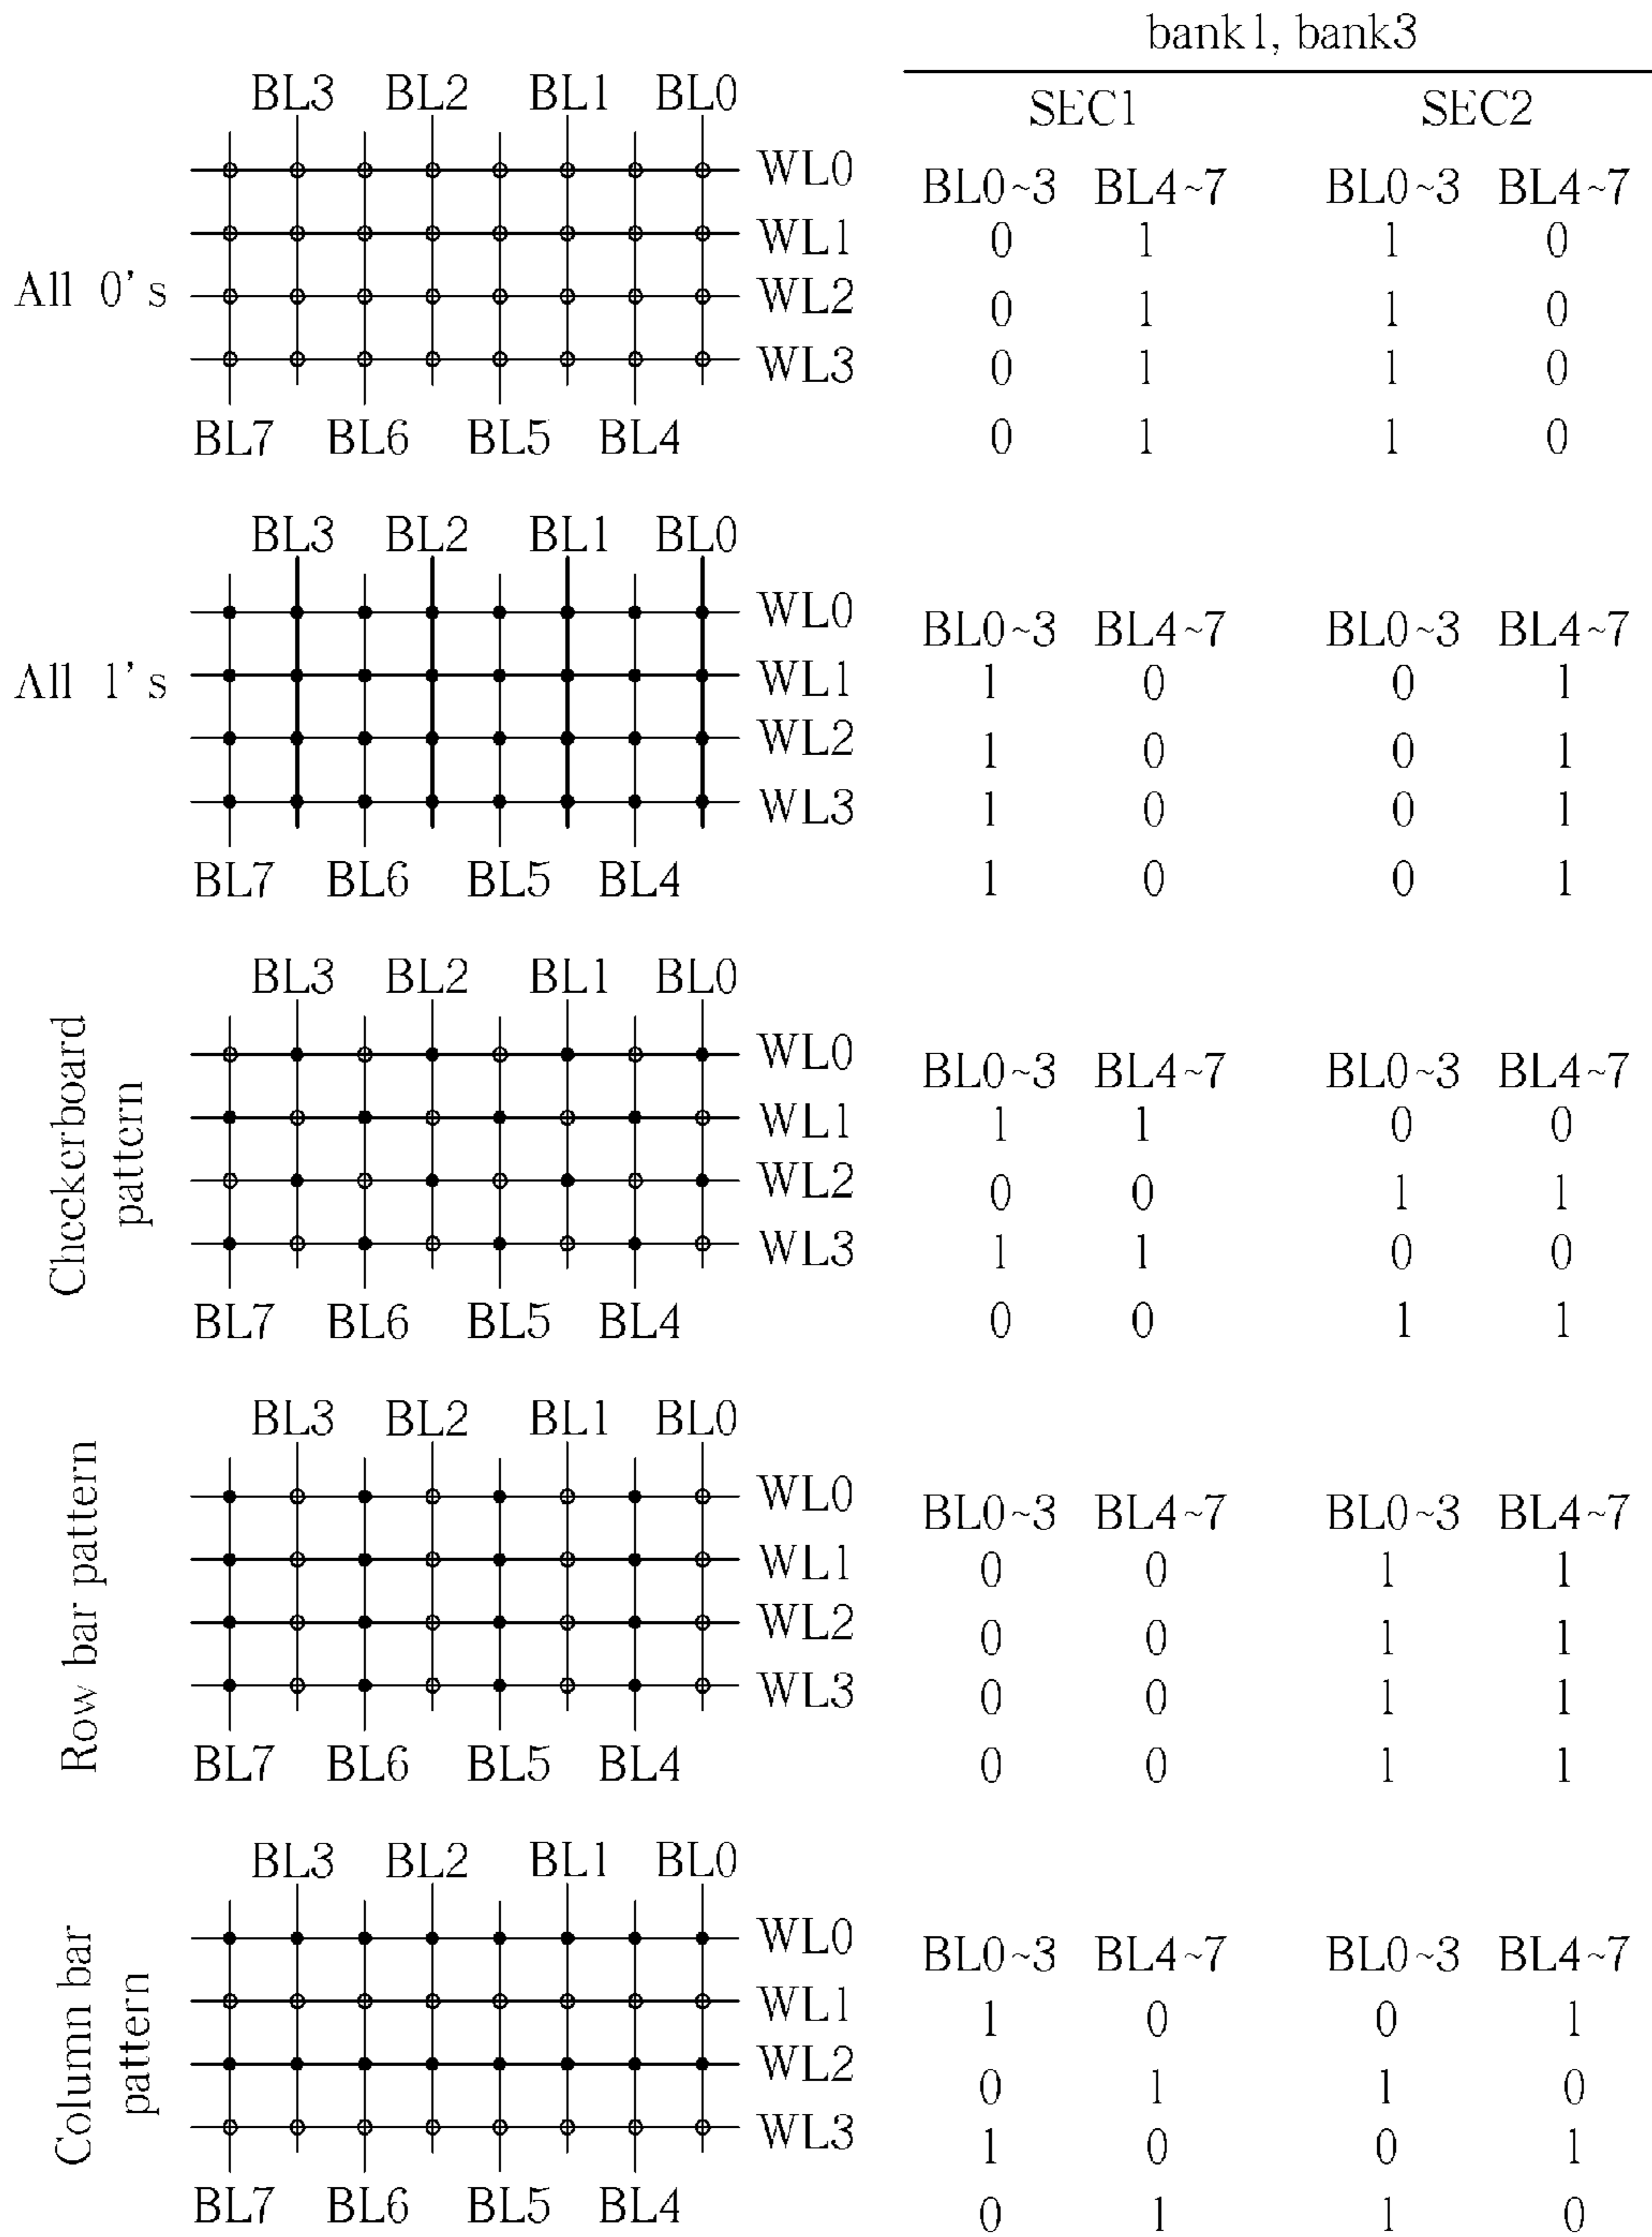 bank1, bank3
SEC1 SEC2
BL3 BL2 BL1 BL0
WL0
BL0~3 BL4~7 BL0~3 BL4~7
WL1
0 1 1 0
All 0's
WL2
0 1 1 0
WL3
0 1 1 0
BL7 BL6 BL5 BL4
0 1 1 0
BL3 BL2 BL1 BL0
WL0
BL0~3 BL4~7 BL0~3 BL4~7
All 1's
WL1
1 0 0 1
WL2
1 0 0 1
WL3
1 0 0 1
BL7 BL6 BL5 BL4
1 0 0 1
Checkerboard
pattern
BL3 BL2 BL1 BL0
WL0
BL0~3 BL4~7 BL0~3 BL4~7
WL1
1 1 0 0
WL2
0 0 1 1
WL3
1 1 0 0
BL7 BL6 BL5 BL4
0 0 1 1
Row bar pattern
BL3 BL2 BL1 BL0
WL0
BL0~3 BL4~7 BL0~3 BL4~7
WL1
0 0 1 1
WL2
0 0 1 1
WL3
0 0 1 1
BL7 BL6 BL5 BL4
0 0 1 1
Column bar
pattern
BL3 BL2 BL1 BL0
WL0
BL0~3 BL4~7 BL0~3 BL4~7
WL1
1 0 0 1
WL2
0 1 1 0
WL3
1 0 0 1
BL7 BL6 BL5 BL4
0 1 1 0